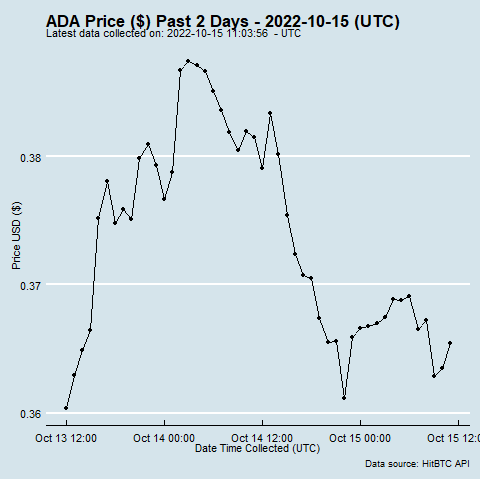 ADA Price ($) Past 2 Days - 2022-10-15 (UTC)
Latest data collected on: 2022-10-15 11:03:56 - UTC
Price USD ($)
0.38
0.37
0.36
Oct 13 12:00 Oct 14 00:00 Oct 14 12:00 Oct 15 00:00 Oct 15 12:
Date Time Collected (UTC)
Data source: HitBTC API